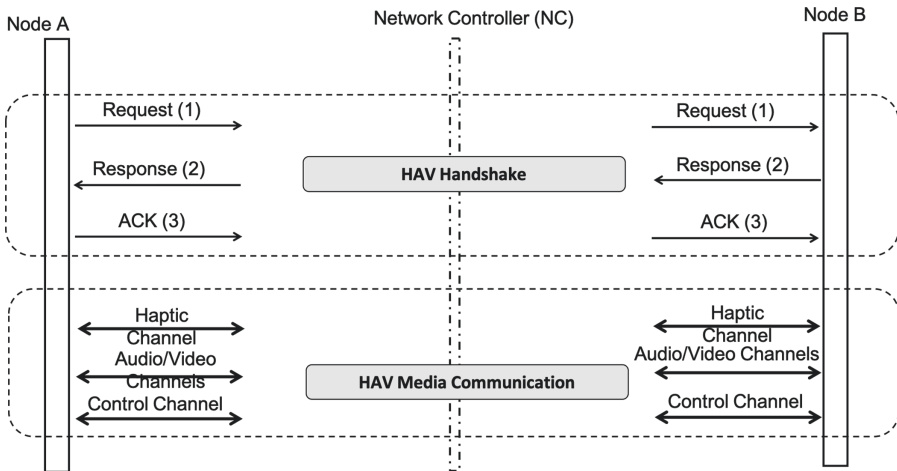 Node A
Network Controller (NC)
Node B
Request (1)
Request (1)
Response (2)
HAV Handshake
Response (2)
ACK (3)
ACK (3)
Haptic
Channel
Haptic
Channel
Audio/Video
Channels
Audio/Video Channels
HAV Media Communication
Control Channel
Control Channel